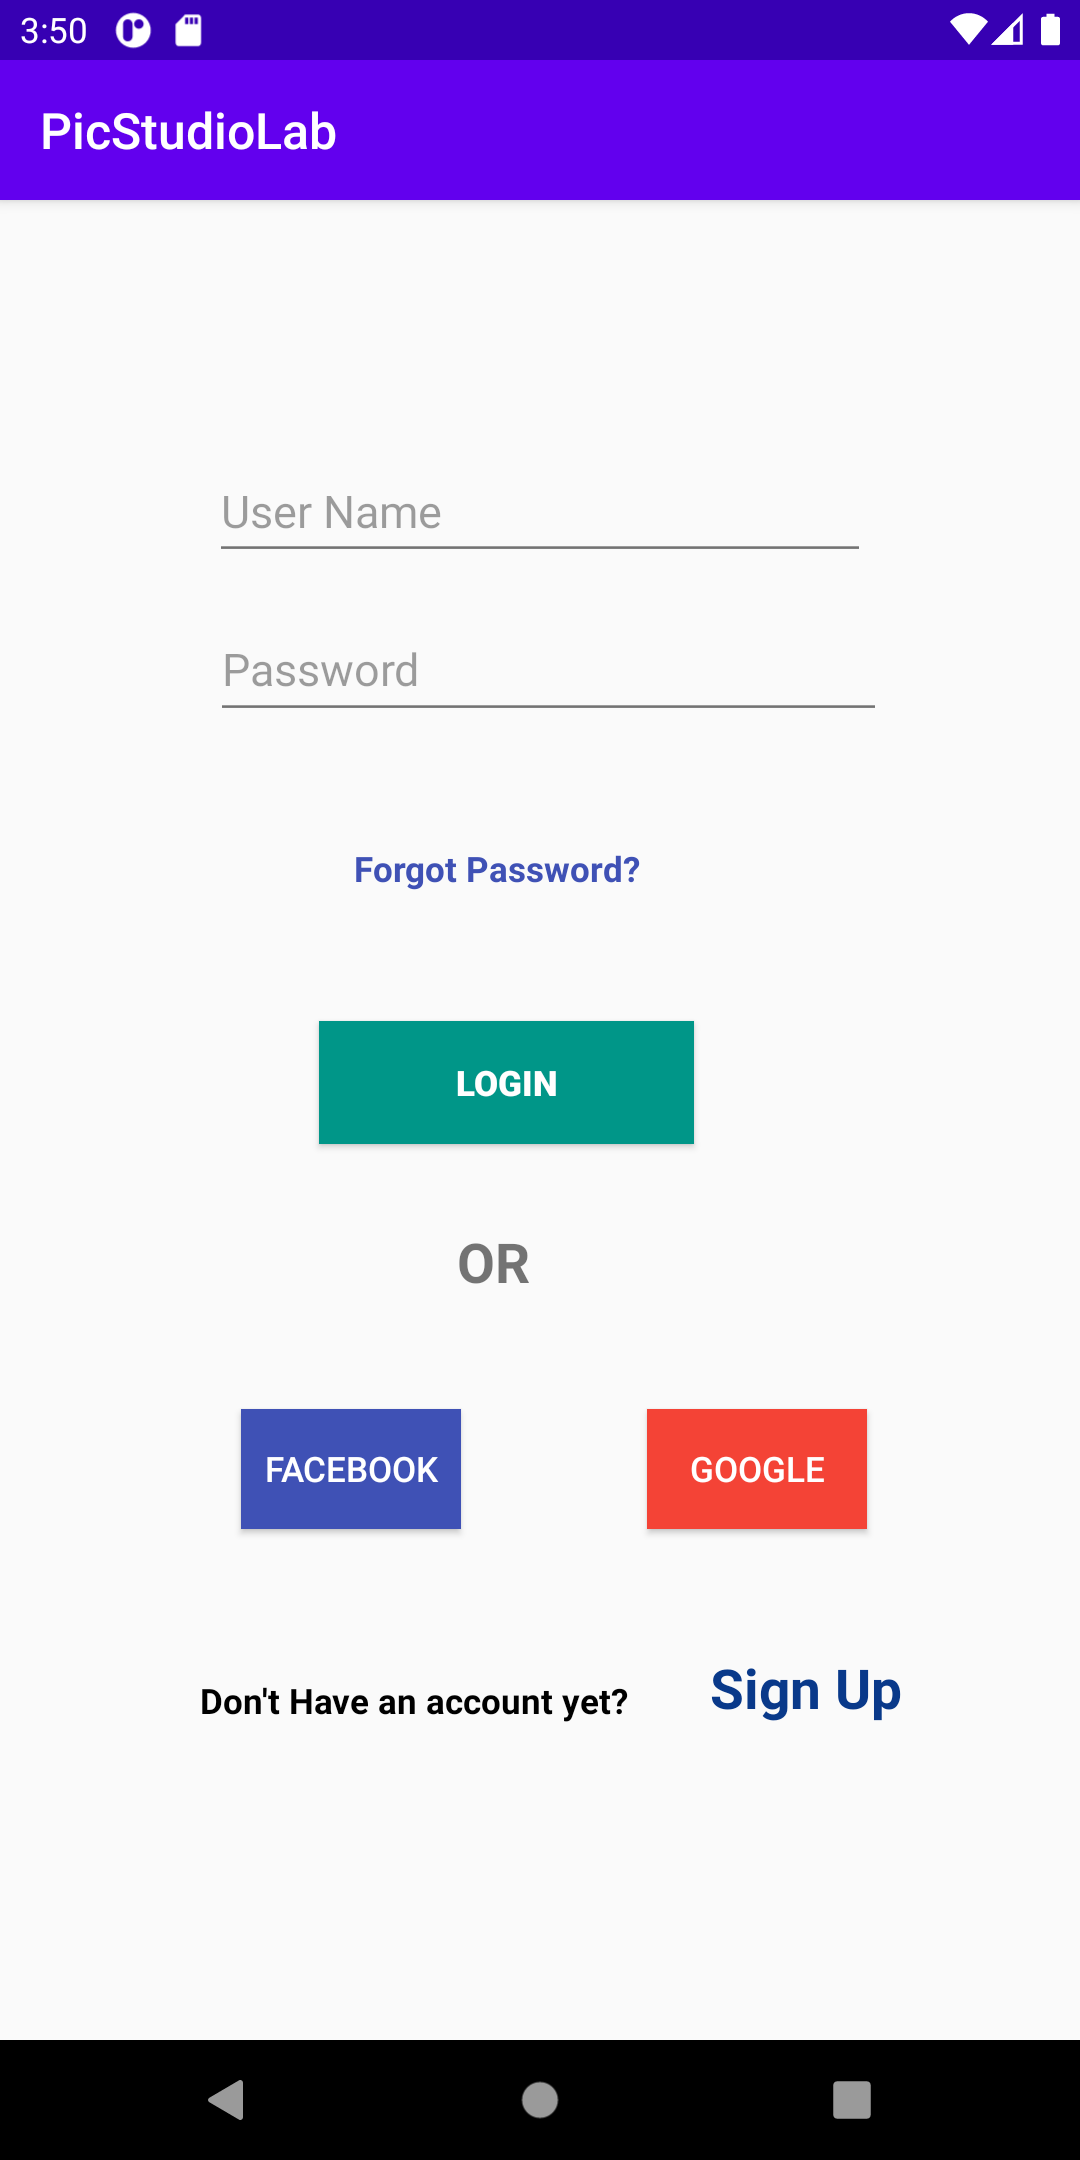 3:50
PicStudioLab
User Name
Password
Forgot Password?
LOGIN
OR
FACEBOOK GOOGLE
Don't Have an account yet? Sign Up